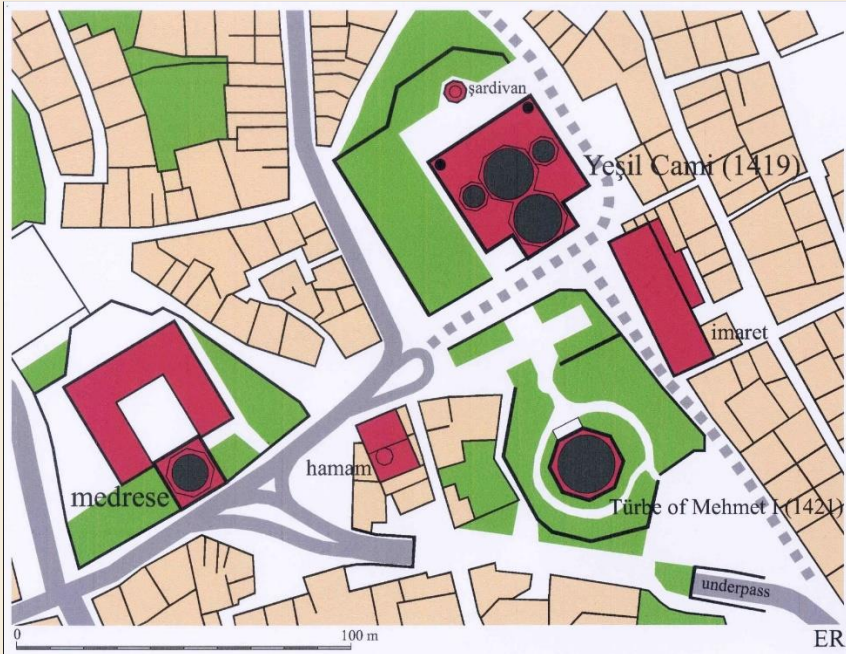 şardivan
Yeşil Cami (1419)
imaret
hamam
medrese
Türbe of Mehmet I (1421)
underpass
0
100 m
ER